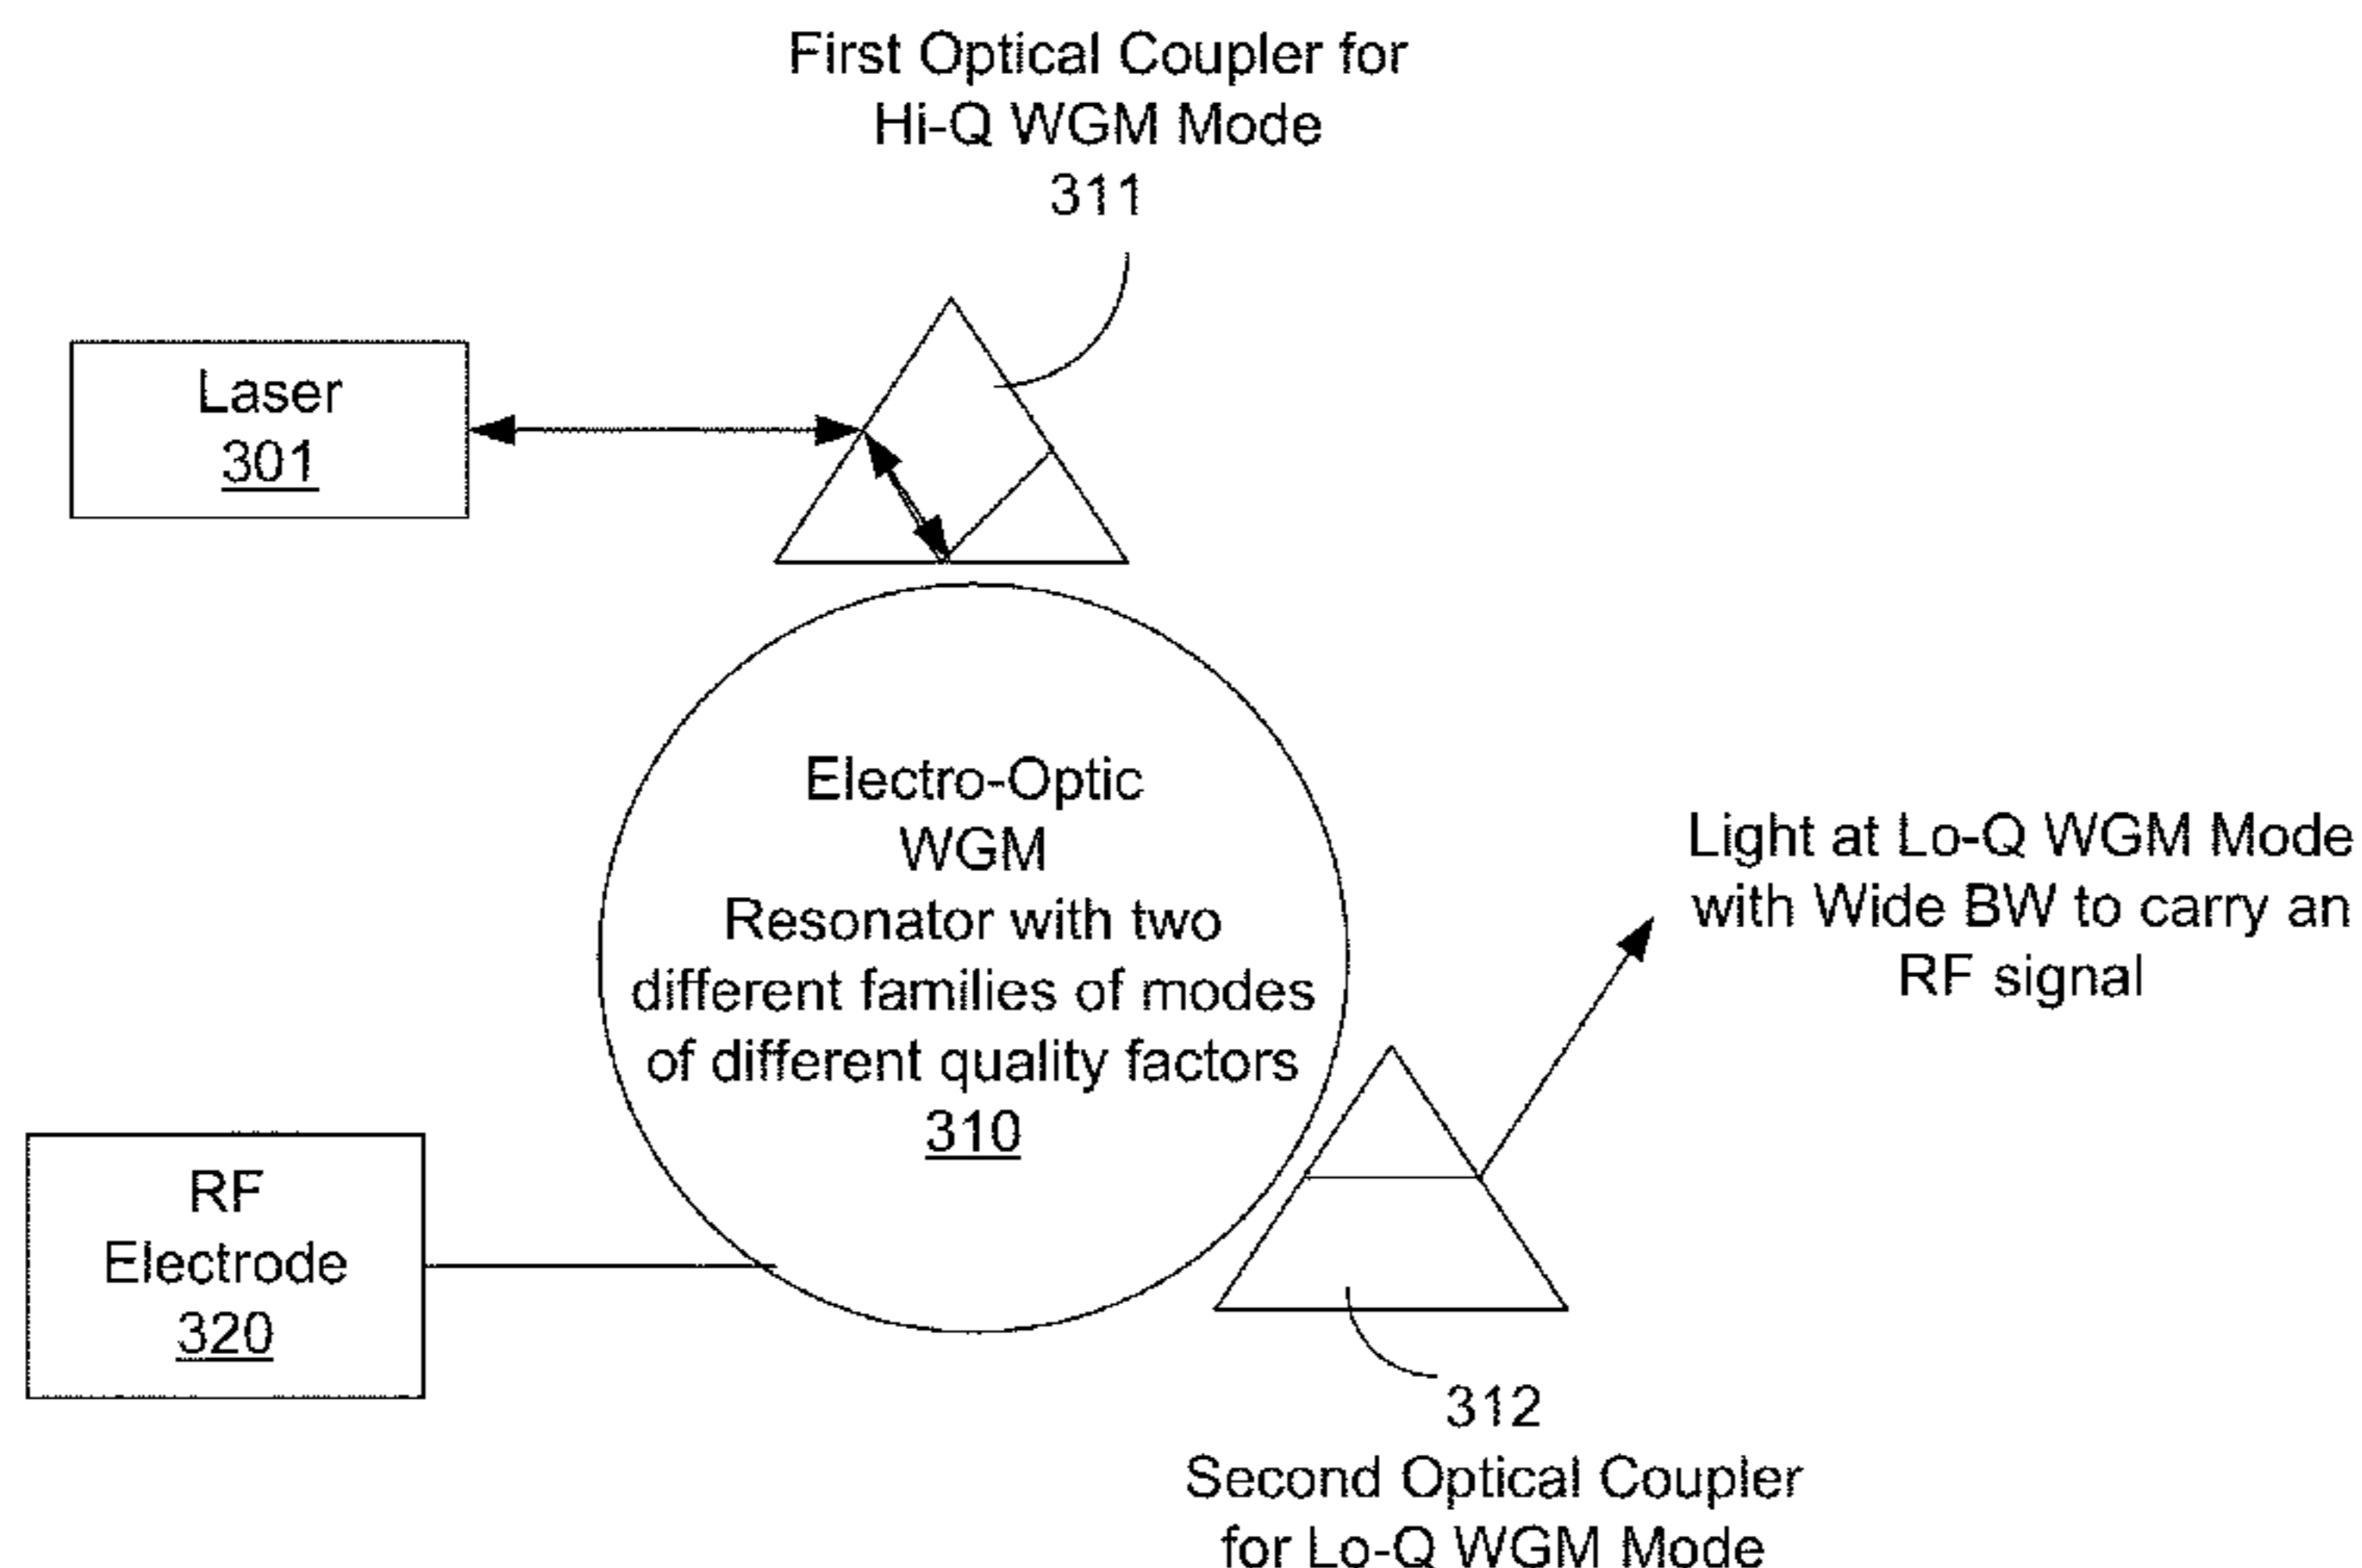 First Optical Coupler for
Hi-Q WGM Mode
311
Laser
301
Electro-Optic
WGM
Resonator with two
different families of modes
of different quality factors
310
Light at Lo-Q WGM Mode
with Wide BW to carry an
RF signal
RF
Electrode
320
312
Second Optical Coupler
for Lo-Q WGM Mode